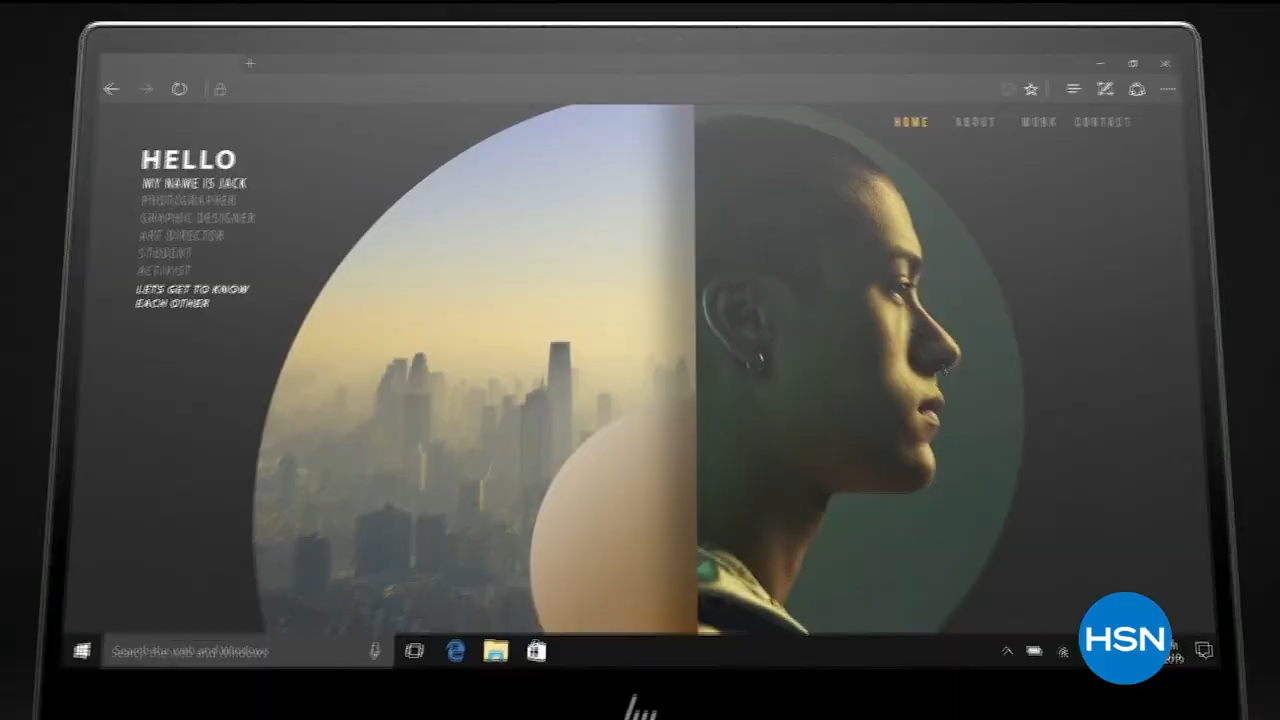 HOME ABOUT WORK CONTACT
HELLO
MY NAME IS JACK
PHOTOGRAPHER
GRAPHIC DESIGNER
ART DIRECTOR
STUDENT
ACTIVIST
LETS GET TO KNOW
EACH OTHER
Search the web and Windows
HSN
hp